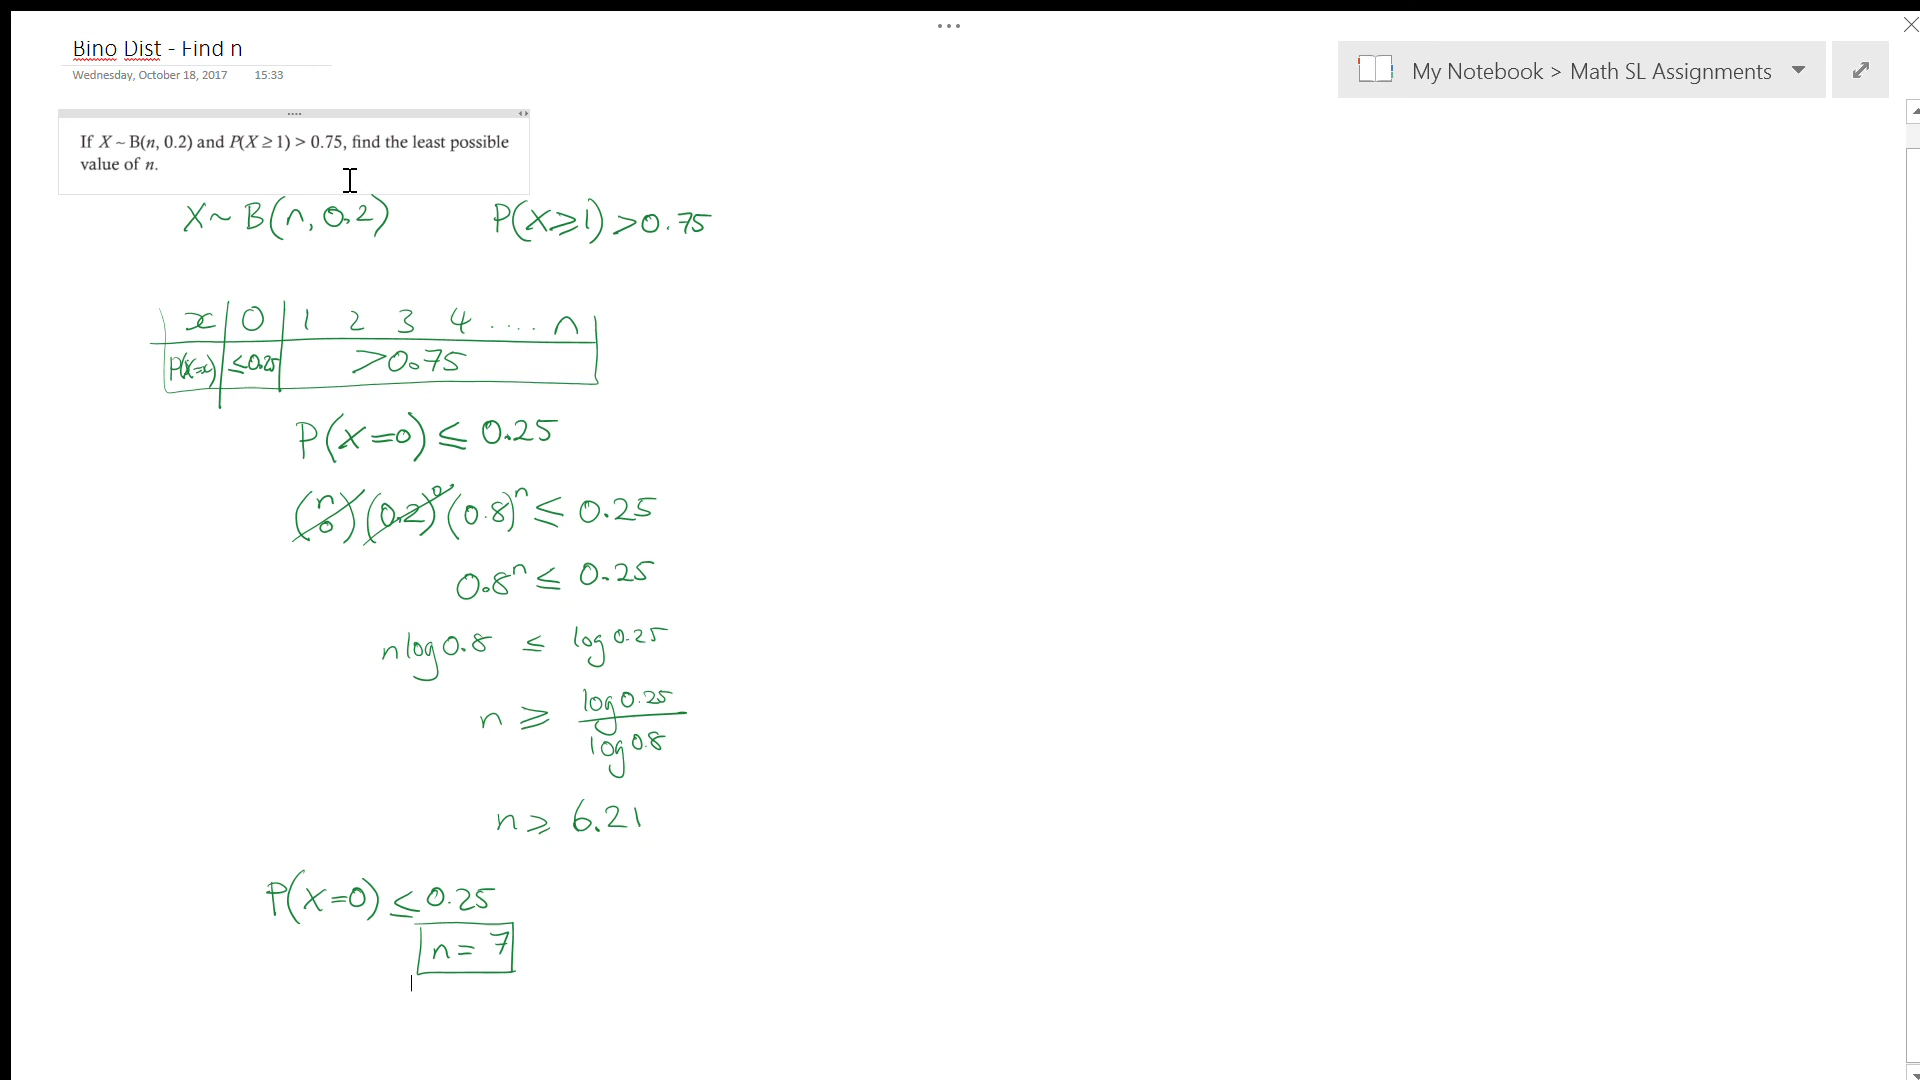 Bino Dist - Find n
Wednesday, October 18, 2017 15:33
My Notebook > Math SL Assignments
If X ~ B(n, 0.2) and P(X ≥ 1) > 0.75, find the least possible
value of n.
X ~ B(n, 0.2) P(X ⩾ 1) > 0.75
x 0 1 2 3 4 .... n
P(X=x) ≤0.25 >0.75
P(X=0) ≤ 0.25
(n 0) (0.2)^0 (0.8)^n ≤ 0.25
0.8^n ≤ 0.25
n log 0.8 ≤ log 0.25
n ⩾ log 0.25 / log 0.8
n ⩾ 6.21
P(X=0) ≤ 0.25
n = 7